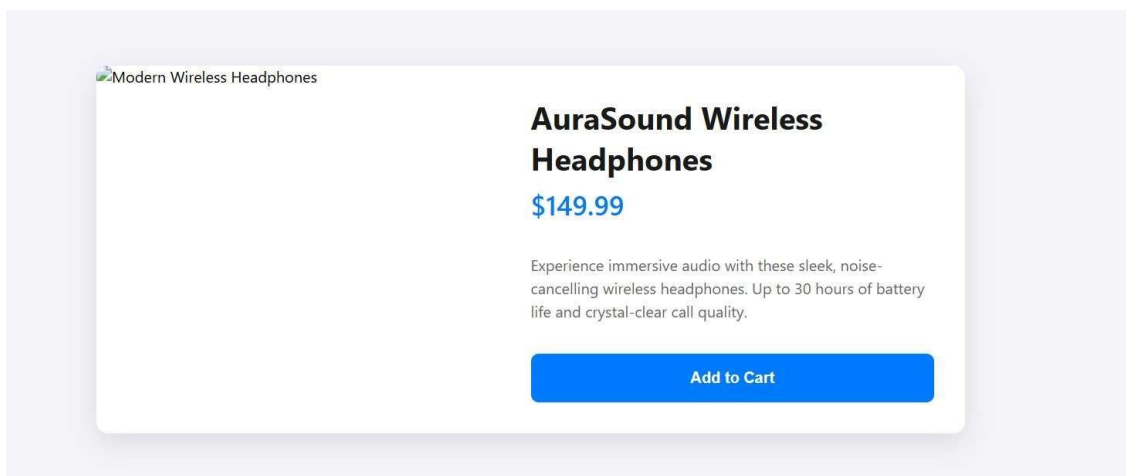 Modern Wireless Headphones
AuraSound Wireless
Headphones
$149.99
Experience immersive audio with these sleek, noise-
cancelling wireless headphones. Up to 30 hours of battery
life and crystal-clear call quality.
Add to Cart